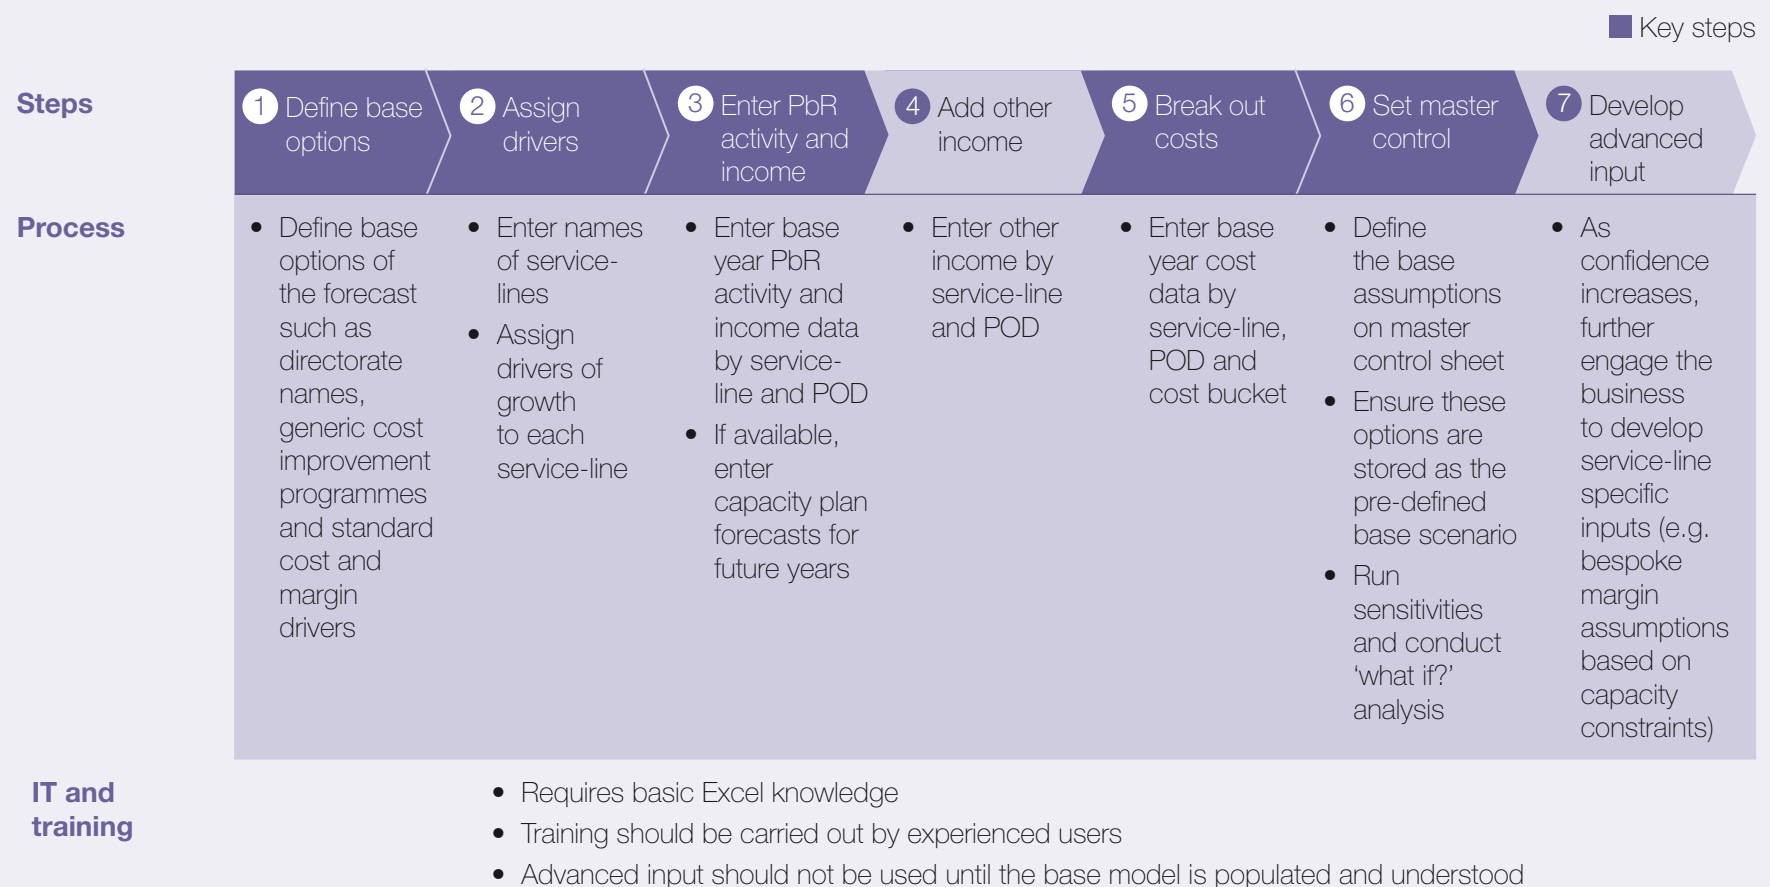 Key steps
Steps
1 Define base
options
2 Assign
drivers
3 Enter PbR
activity and
income
4 Add other
income
5 Break out
costs
6 Set master
control
7 Develop
advanced
input
Process
• Define base
options of
the forecast
such as
directorate
names,
generic cost
improvement
programmes
and standard
cost and
margin
drivers
• Enter names
of service-
lines
• Assign
drivers of
growth
to each
service-line
• Enter base
year PbR
activity and
income data
by service-
line and POD
• If available,
enter
capacity plan
forecasts for
future years
• Enter other
income by
service-line
and POD
• Enter base
year cost
data by
service-line,
POD and
cost bucket
• Define
the base
assumptions
on master
control sheet
• Ensure these
options are
stored as the
pre-defined
base scenario
• Run
sensitivities
and conduct
‘what if?’
analysis
• As
confidence
increases,
further
engage the
business
to develop
service-line
specific
inputs (e.g.
bespoke
margin
assumptions
based on
capacity
constraints)
IT and
training
• Requires basic Excel knowledge
• Training should be carried out by experienced users
• Advanced input should not be used until the base model is populated and understood